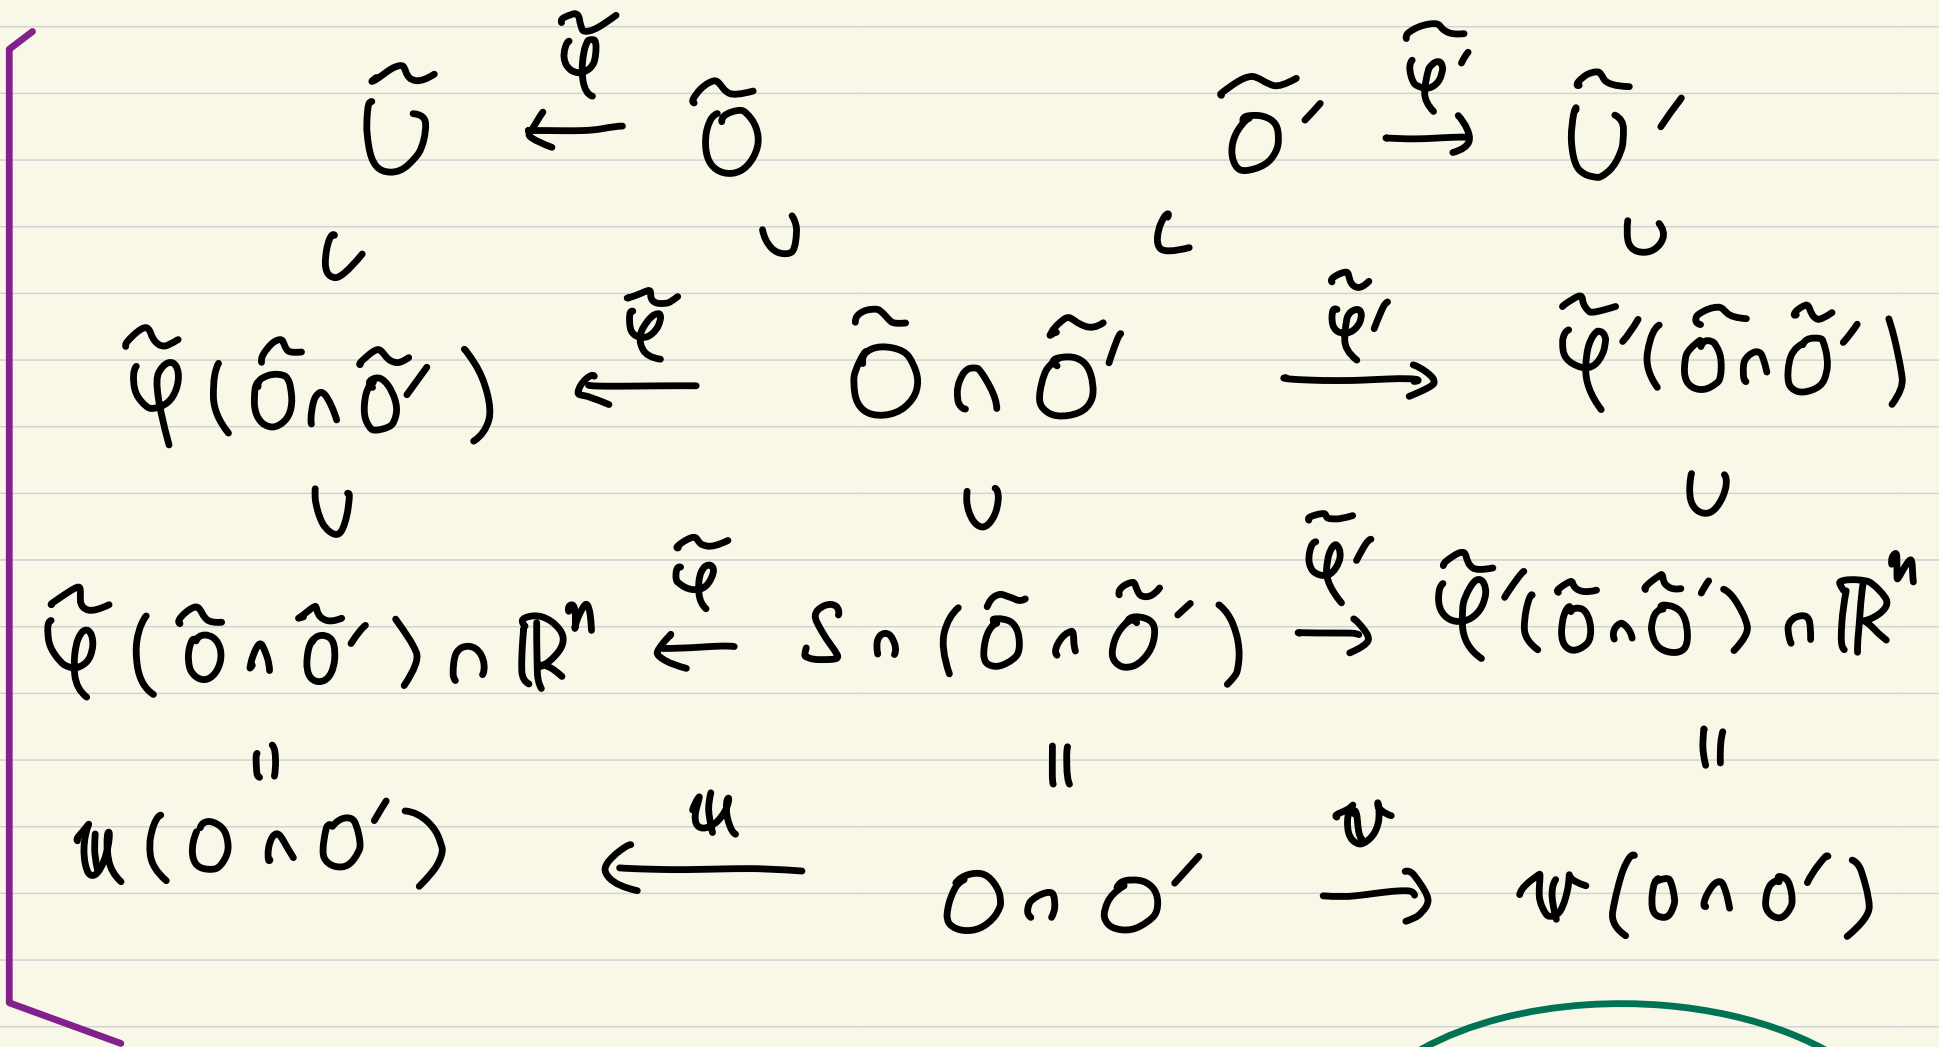 Ũ ←(φ̃) Õ    Õ′ →(φ̃′) Ũ′
∪    ∪    ⊂    ∪
φ̃(Õ∩Õ′) ←(φ̃) Õ∩Õ′ →(φ̃′) φ̃′(Õ∩Õ′)
∪    ∪    ∪
φ̃(Õ∩Õ′)∩ℝⁿ ←(φ̃) S∩(Õ∩Õ′) →(φ̃′) φ̃′(Õ∩Õ′)∩ℝⁿ
||    ||    ||
ψ(O∩O′) ←(ψ) O∩O′ →(ψ) ψ(O∩O′)